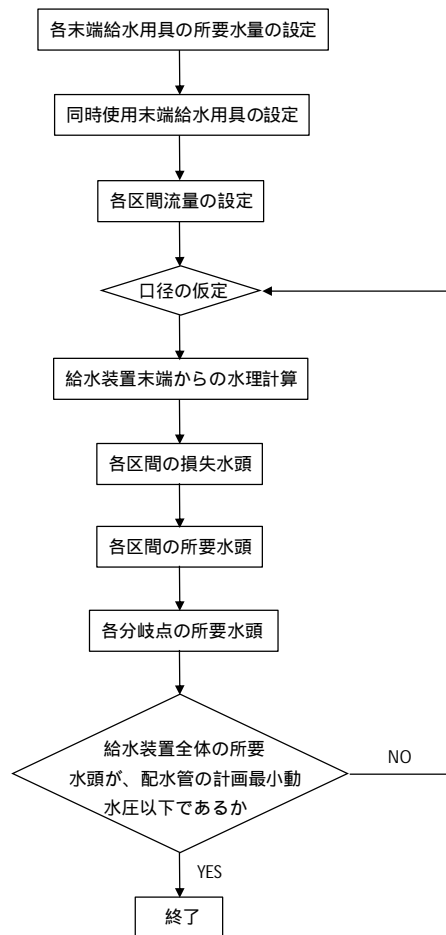 各末端給水用具の所要水量の設定
同時使用末端給水用具の設定
各区間流量の設定
口径の仮定
給水装置末端からの水理計算
各区間の損失水頭
各区間の所要水頭
各分岐点の所要水頭
給水装置全体の所要
水頭が、配水管の計画最小動
水圧以下であるか
NO
YES
終了